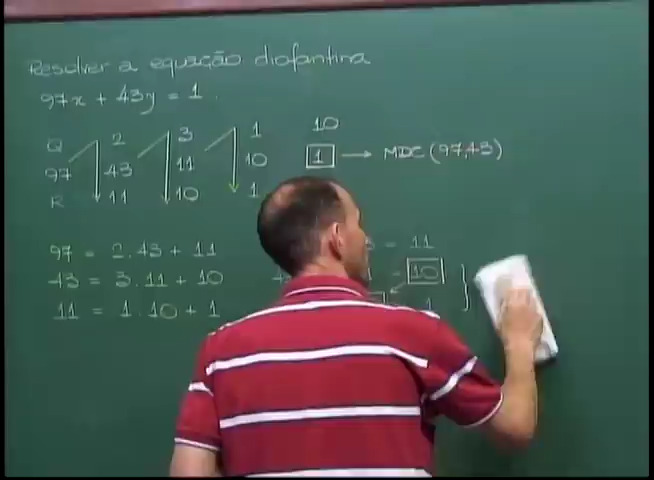 Resolver a equação diofantina
97x + 43y = 1
Q 2 3 1 10
97 43 11 10 1 → MDC(97,43)
R 11 10 1
97 = 2.43 + 11
= 11
43 = 3.11 + 10
= 10
11 = 1.10 + 1
1